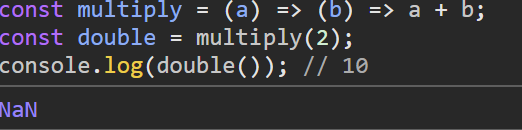 const multiply = (a) => (b) => a + b;
const double = multiply(2);
console.log(double()); // 10
NaN